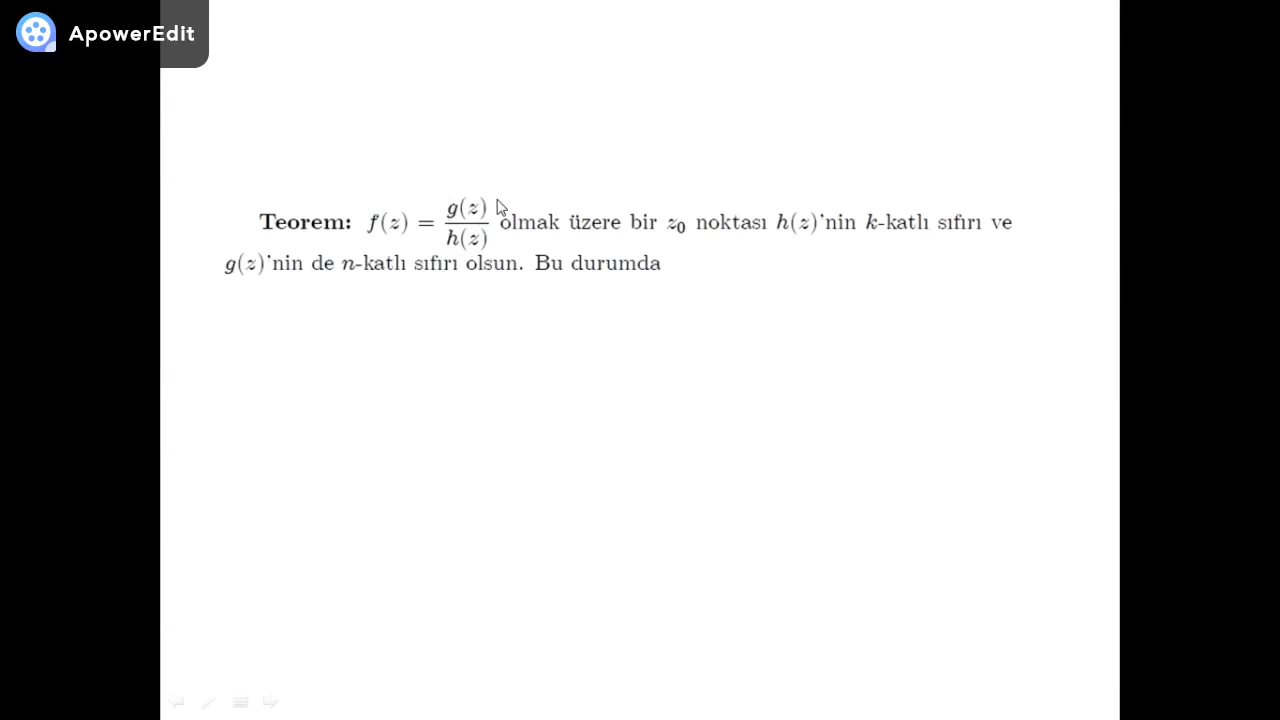 ApowerEdit
Teorem: f(z) = g(z)/h(z) olmak üzere bir z₀ noktası h(z)'nin k-katlı sıfırı ve
g(z)'nin de n-katlı sıfırı olsun. Bu durumda